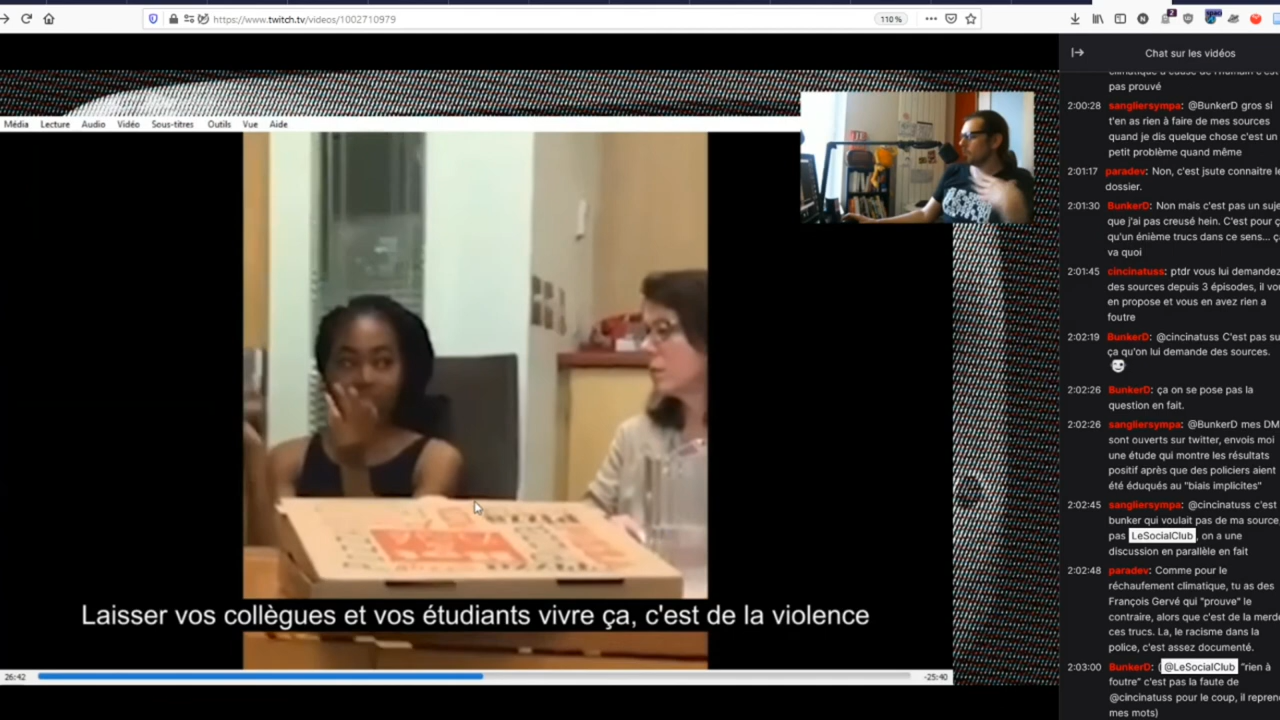 https://www.twitch.tv/videos/1002710979
110%
Chat sur les vidéos
pas prouvé
2:00:28 sangliersympa: @BunkerD gros si
t'en as rien à faire de mes sources
quand je dis quelque chose c'est un
petit problème quand même
2:01:17 paradev: Non, c'est jsute connaitre le
dossier.
2:01:30 BunkerD: Non mais c'est pas un suje
que j'ai pas creusé hein. C'est pour ç
qu'un énième trucs dans ce sens... ç
va quoi
2:01:45 cincinatuss: ptdr vous lui demandez
des sources depuis 3 épisodes, il vo
en propose et vous en avez rien a
foutre
2:02:19 BunkerD: @cincinatuss C'est pas su
ça qu'on lui demande des sources.
2:02:26 BunkerD: ça on se pose pas la
question en fait.
2:02:26 sangliersympa: @BunkerD mes DM
sont ouverts sur twitter, envois moi
une étude qui montre les résultats
positif après que des policiers aient
été éduqués au "biais implicites"
2:02:45 sangliersympa: @cincinatuss c'est
bunker qui voulait pas de ma source,
pas LeSocialClub, on a une
discussion en parallèle en fait
2:02:48 paradev: Comme pour le
réchaufement climatique, tu as des
François Gervé qui "prouve" le
contraire, alors que c'est de la merde
ces trucs. La, le racisme dans la
police, c'est assez documenté.
2:03:00 BunkerD: ( @LeSocialClub "rien à
foutre" c'est pas la faute de
@cincinatuss pour le coup, il repren
mes mots)
Média Lecture Audio Vidéo Sous-titres Outils Vue Aide
Laisser vos collègues et vos étudiants vivre ça, c'est de la violence
26:42 -25:40